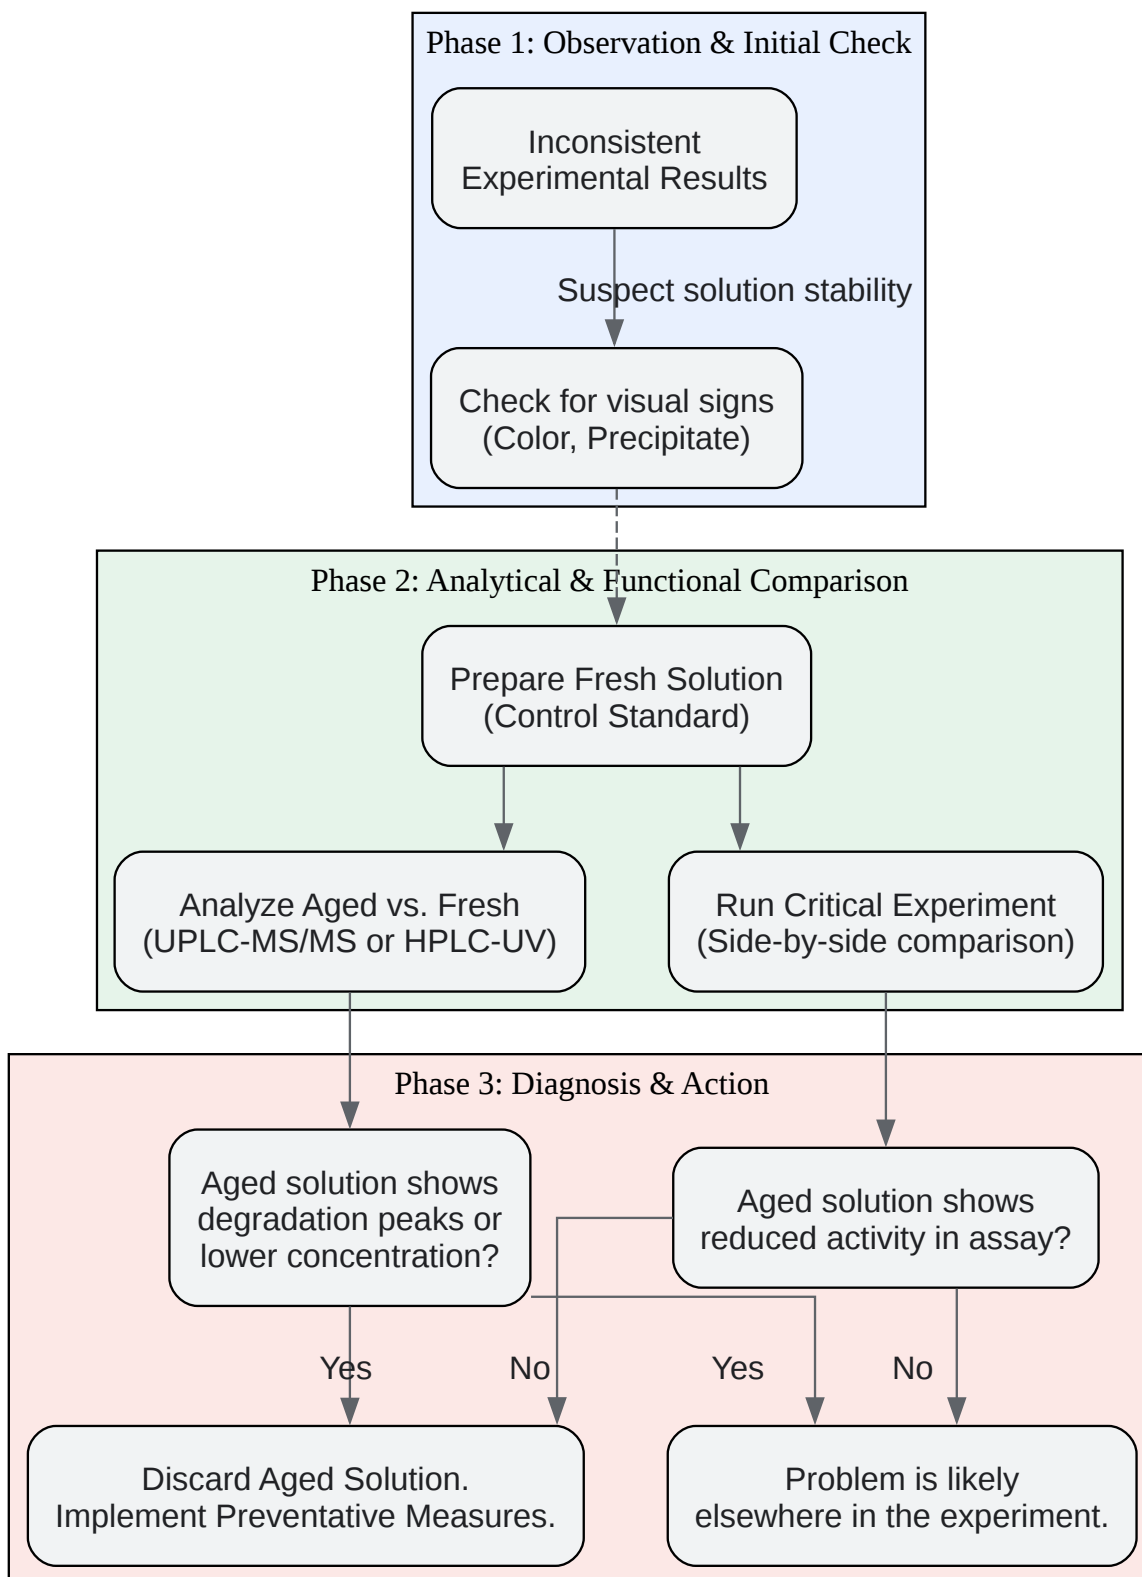 Phase 1: Observation & Initial Check
Inconsistent
Experimental Results
Suspect solution stability
Check for visual signs
(Color, Precipitate)
Phase 2: Analytical & Functional Comparison
Prepare Fresh Solution
(Control Standard)
Analyze Aged vs. Fresh
(UPLC-MS/MS or HPLC-UV)
Run Critical Experiment
(Side-by-side comparison)
Phase 3: Diagnosis & Action
Aged solution shows
degradation peaks or
lower concentration?
Aged solution shows
reduced activity in assay?
Yes
No
Yes
No
Discard Aged Solution.
Implement Preventative Measures.
Problem is likely
elsewhere in the experiment.